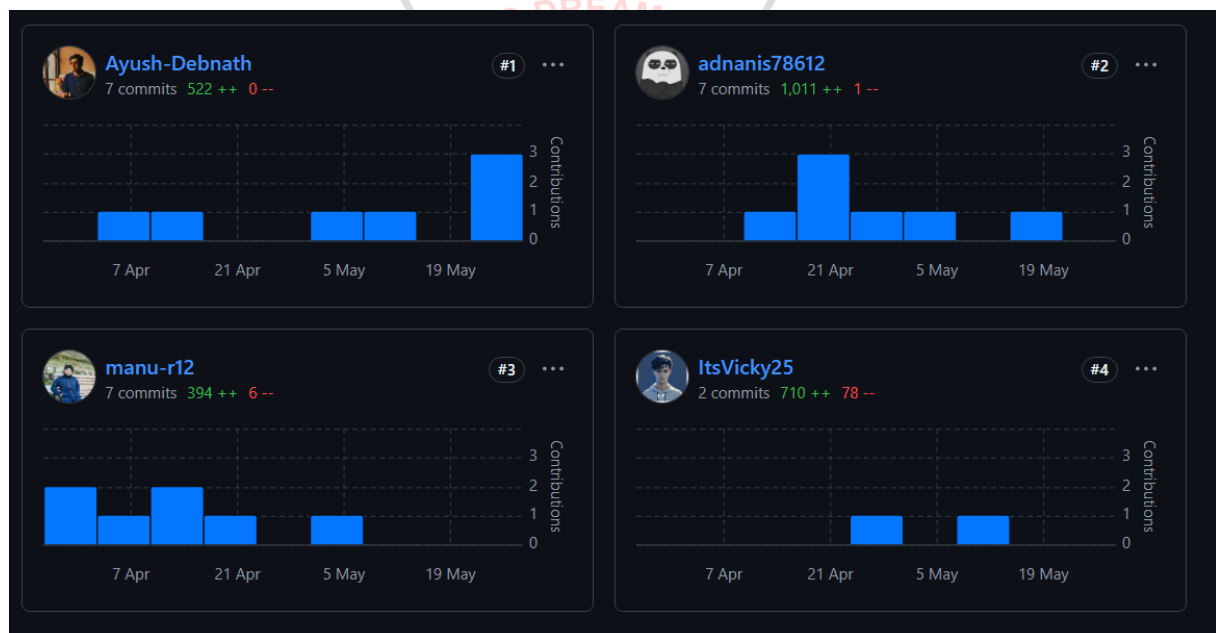 DREAM
Ayush-Debnath
#1
7 commits 522 ++ 0 --
3
2
1
0
Contributions
7 Apr 21 Apr 5 May 19 May
adnanis78612
#2
7 commits 1,011 ++ 1 --
3
2
1
0
Contributions
7 Apr 21 Apr 5 May 19 May
manu-r12
#3
7 commits 394 ++ 6 --
3
2
1
0
Contributions
7 Apr 21 Apr 5 May 19 May
ItsVicky25
#4
2 commits 710 ++ 78 --
3
2
1
0
Contributions
7 Apr 21 Apr 5 May 19 May